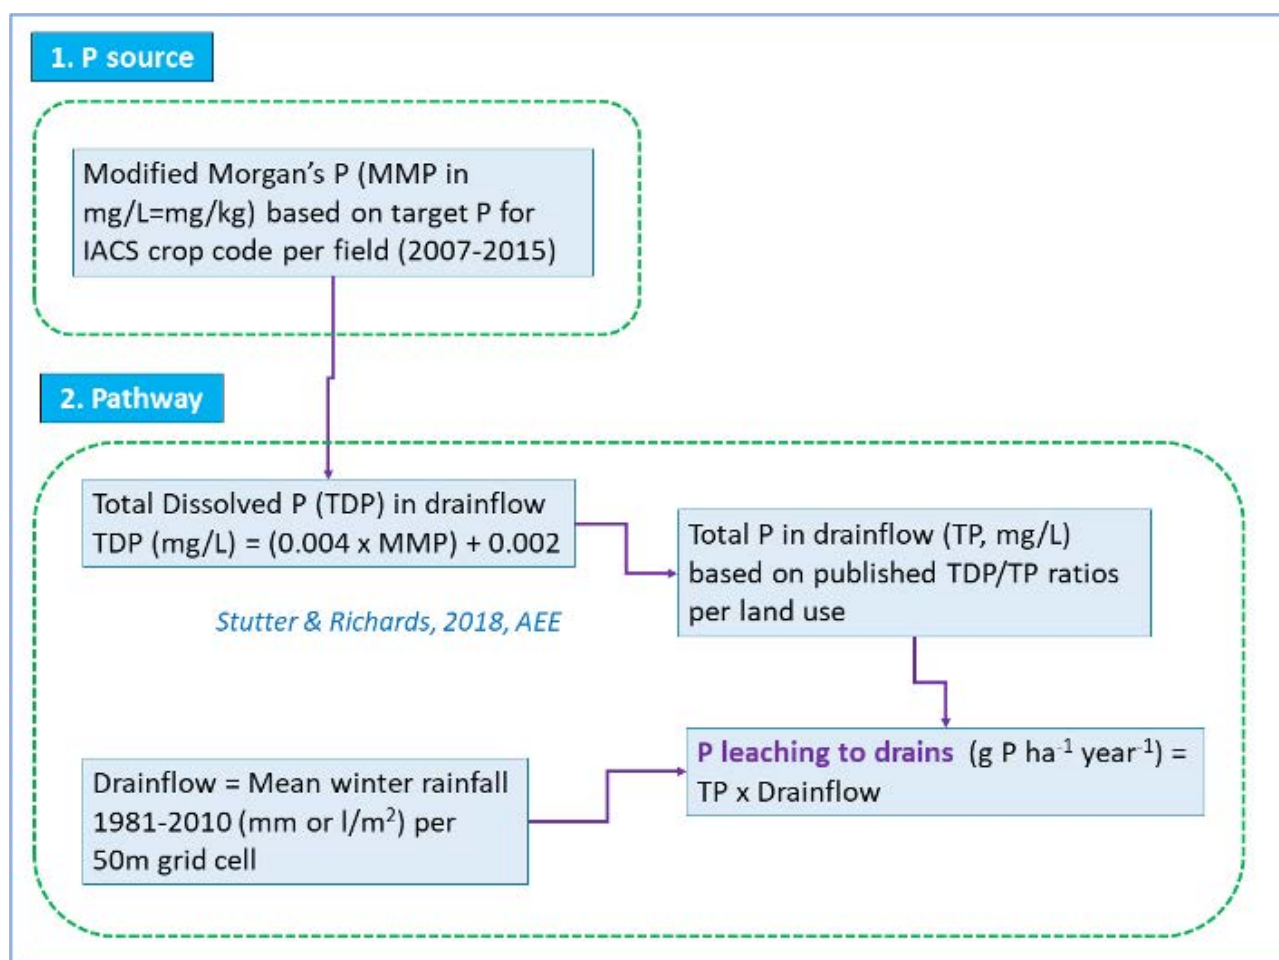 1. P source
Modified Morgan’s P (MMP in
mg/L=mg/kg) based on target P for
IACS crop code per field (2007-2015)
2. Pathway
Total Dissolved P (TDP) in drainflow
TDP (mg/L) = (0.004 x MMP) + 0.002
Stutter & Richards, 2018, AEE
Total P in drainflow (TP, mg/L)
based on published TDP/TP ratios
per land use
Drainflow = Mean winter rainfall
1981-2010 (mm or l/m²) per
50m grid cell
P leaching to drains (g P ha⁻¹ year⁻¹) =
TP x Drainflow